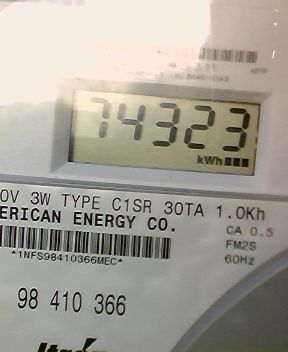 74323
kWh
0V 3W TYPE C1SR 30TA 1.0Kh
ERICAN ENERGY CO.
CA 0.5
FM2S
60Hz
*1NFS98410366MEC*
98 410 366
Itron